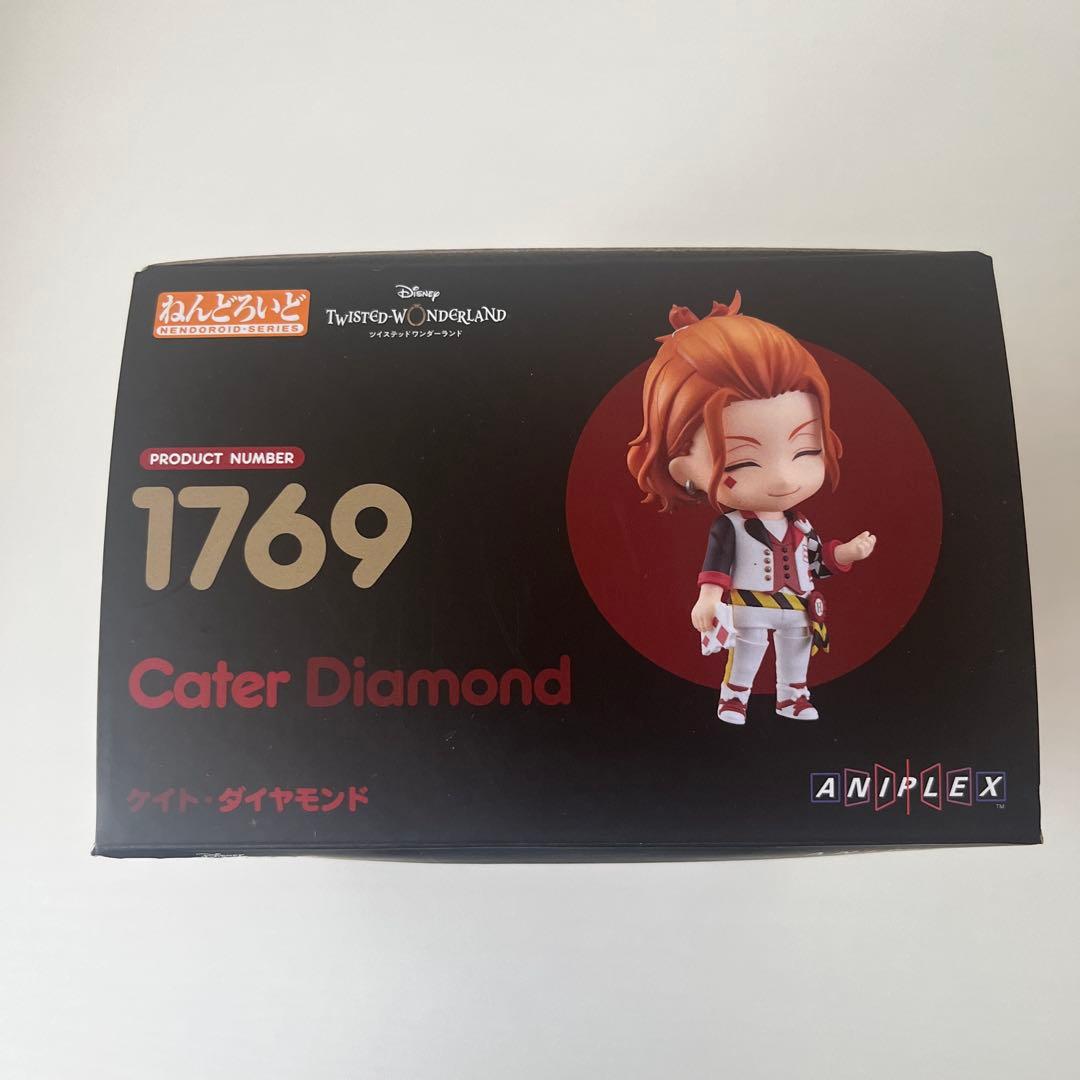 ねんどろいど
NENDOROID·SERIES
Disney
TWISTED-WONDERLAND
ツイステッドワンダーランド
PRODUCT NUMBER
1769
Cater Diamond
ケイト・ダイヤモンド
ANIPLEX
TM